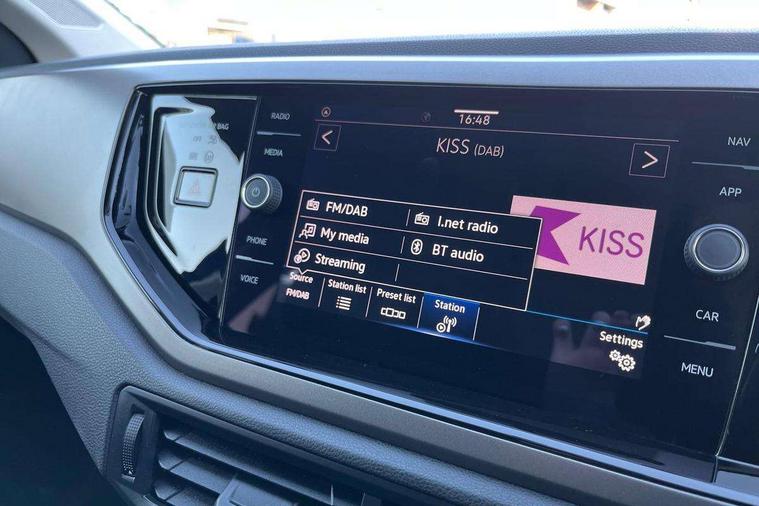 RADIO
MEDIA
PHONE
VOICE
16:48
KISS (DAB)
KISS
FM/DAB
I.net radio
My media
BT audio
Streaming
Source
FM/DAB
Station list
Preset list
Station
Settings
NAV
APP
CAR
MENU
BAG